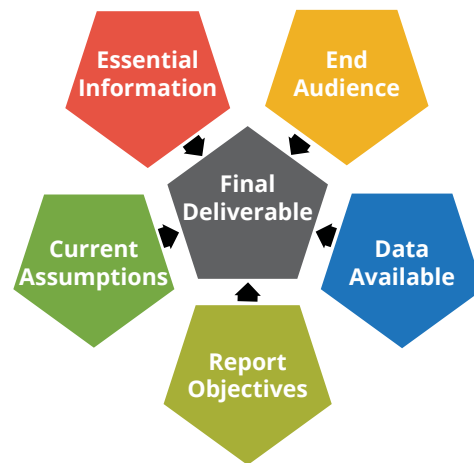 Essential
Information
End
Audience
Final
Deliverable
Current
Assumptions
Data
Available
Report
Objectives